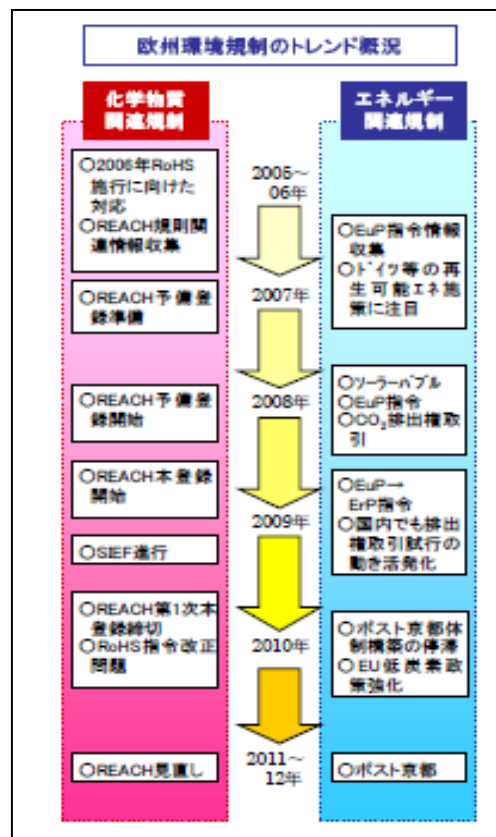 欧州環境規制のトレンド概況
化学物質
関連規制
○2006年RoHS
施行に向けた
対応
○REACH規則関
連情報収集
○REACH予備登
録準備
○REACH予備登
録開始
○REACH本登録
開始
○SIEF進行
○REACH第1次本
登録締切
○RoHS指令改正
問題
○REACH見直し
2005～
06年
2007年
2008年
2009年
2010年
2011～
12年
エネルギー
関連規制
○EuP指令情報
収集
○ドイツ等の再
生可能エネ施
策に注目
○ソーラーバブル
○EuP指令
○CO₂排出権取
引
○EuP→
ErP指令
○国内でも排出
権取引試行の
動き活発化
○ポスト京都体
制構築の停滞
○EU低炭素政
策強化
○ポスト京都